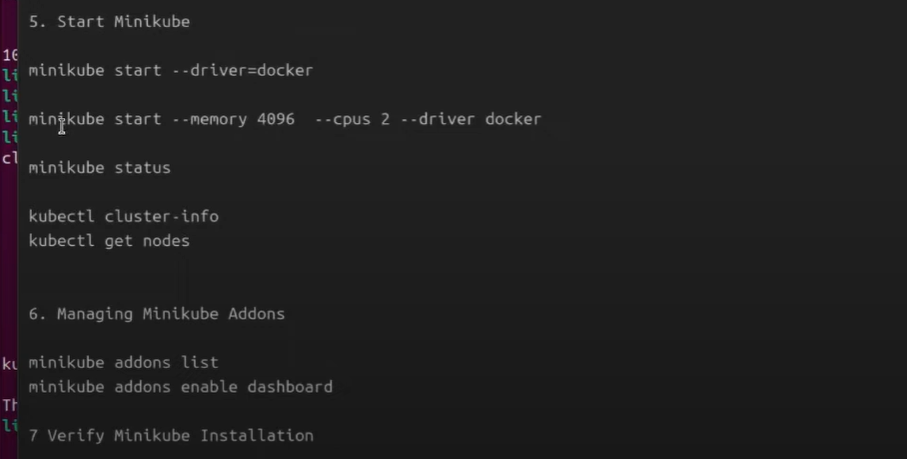 5. Start Minikube
minikube start --driver=docker
minikube start --memory 4096  --cpus 2 --driver docker
minikube status
kubectl cluster-info
kubectl get nodes
6. Managing Minikube Addons
minikube addons list
minikube addons enable dashboard
7 Verify Minikube Installation